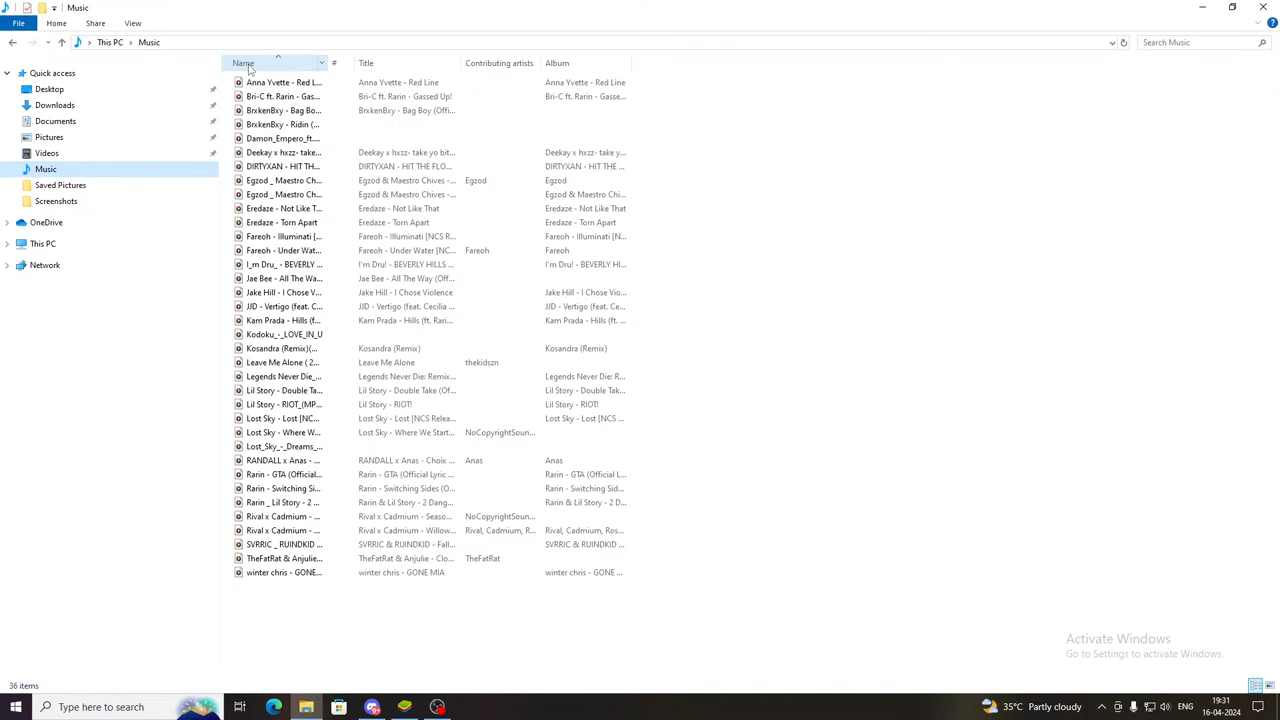 Music
File Home Share View
This PC Music
Search Music
Name # Title Contributing artists Album
Quick access
Desktop
Downloads
Documents
Pictures
Videos
Music
Saved Pictures
Screenshots
OneDrive
This PC
Network
Anna Yvette - Red L... Anna Yvette - Red Line Anna Yvette - Red Line
Bri-C ft. Rarin - Gas... Bri-C ft. Rarin - Gassed Up! Bri-C ft. Rarin - Gasse...
BrxkenBxy - Bag Bo... BrxkenBxy - Bag Boy (Offi...
BrxkenBxy - Ridin (...
Damon_Empero_ft....
Deekay x hxzz- take... Deekay x hxzz- take yo bit... Deekay x hxzz- take y...
DIRTYXAN - HIT TH... DIRTYXAN - HIT THE FLO... DIRTYXAN - HIT THE ...
Egzod _ Maestro Ch... Egzod & Maestro Chives -... Egzod Egzod
Egzod _ Maestro Ch... Egzod & Maestro Chives -... Egzod & Maestro Chi...
Eredaze - Not Like T... Eredaze - Not Like That Eredaze - Not Like That
Eredaze - Torn Apart Eredaze - Torn Apart Eredaze - Torn Apart
Fareoh - Illuminati [... Fareoh - Illuminati [NCS R... Fareoh - Illuminati [N...
Fareoh - Under Wat... Fareoh - Under Water [NC... Fareoh Fareoh
I_m Dru_ - BEVERLY ... I'm Dru! - BEVERLY HILLS ... I'm Dru! - BEVERLY HI...
Jae Bee - All The Wa... Jae Bee - All The Way (Off... Jae Bee - All The Way...
Jake Hill - I Chose V... Jake Hill - I Chose Violence Jake Hill - I Chose Vio...
JJD - Vertigo (feat. C... JJD - Vertigo (feat. Cecilia ... JJD - Vertigo (feat. Ce...
Kam Prada - Hills (f... Kam Prada - Hills (ft. Rari... Kam Prada - Hills (ft. ...
Kodoku_-_LOVE_IN_U
Kosandra (Remix)(... Kosandra (Remix) Kosandra (Remix)
Leave Me Alone ( 2... Leave Me Alone thekidszn
Legends Never Die_... Legends Never Die: Remix... Legends Never Die: R...
Lil Story - Double Ta... Lil Story - Double Take (Of... Lil Story - Double Tak...
Lil Story - RIOT_(MP... Lil Story - RIOT! Lil Story - RIOT!
Lost Sky - Lost [NC... Lost Sky - Lost [NCS Relea... Lost Sky - Lost [NCS ...
Lost Sky - Where W... Lost Sky - Where We Start... NoCopyrightSoun...
Lost_Sky_-_Dreams_...
RANDALL x Anas - ... RANDALL x Anas - Choix ... Anas Anas
Rarin - GTA (Official... Rarin - GTA (Official Lyric ... Rarin - GTA (Official L...
Rarin - Switching Si... Rarin - Switching Sides (O... Rarin - Switching Sid...
Rarin _ Lil Story - 2 ... Rarin & Lil Story - 2 Dang... Rarin & Lil Story - 2 D...
Rival x Cadmium - ... Rival x Cadmium - Seaso... NoCopyrightSoun...
Rival x Cadmium - ... Rival x Cadmium - Willow... Rival, Cadmium, R... Rival, Cadmium, Ros...
SVRRIC _ RUINDKID ... SVRRIC & RUINDKID - Fall... SVRRIC & RUINDKID ...
TheFatRat & Anjulie... TheFatRat & Anjulie - Clo... TheFatRat
winter chris - GONE... winter chris - GONE MIA winter chris - GONE ...
Activate Windows
Go to Settings to activate Windows.
36 items
Type here to search
35°C Partly cloudy
ENG
19:31
16-04-2024